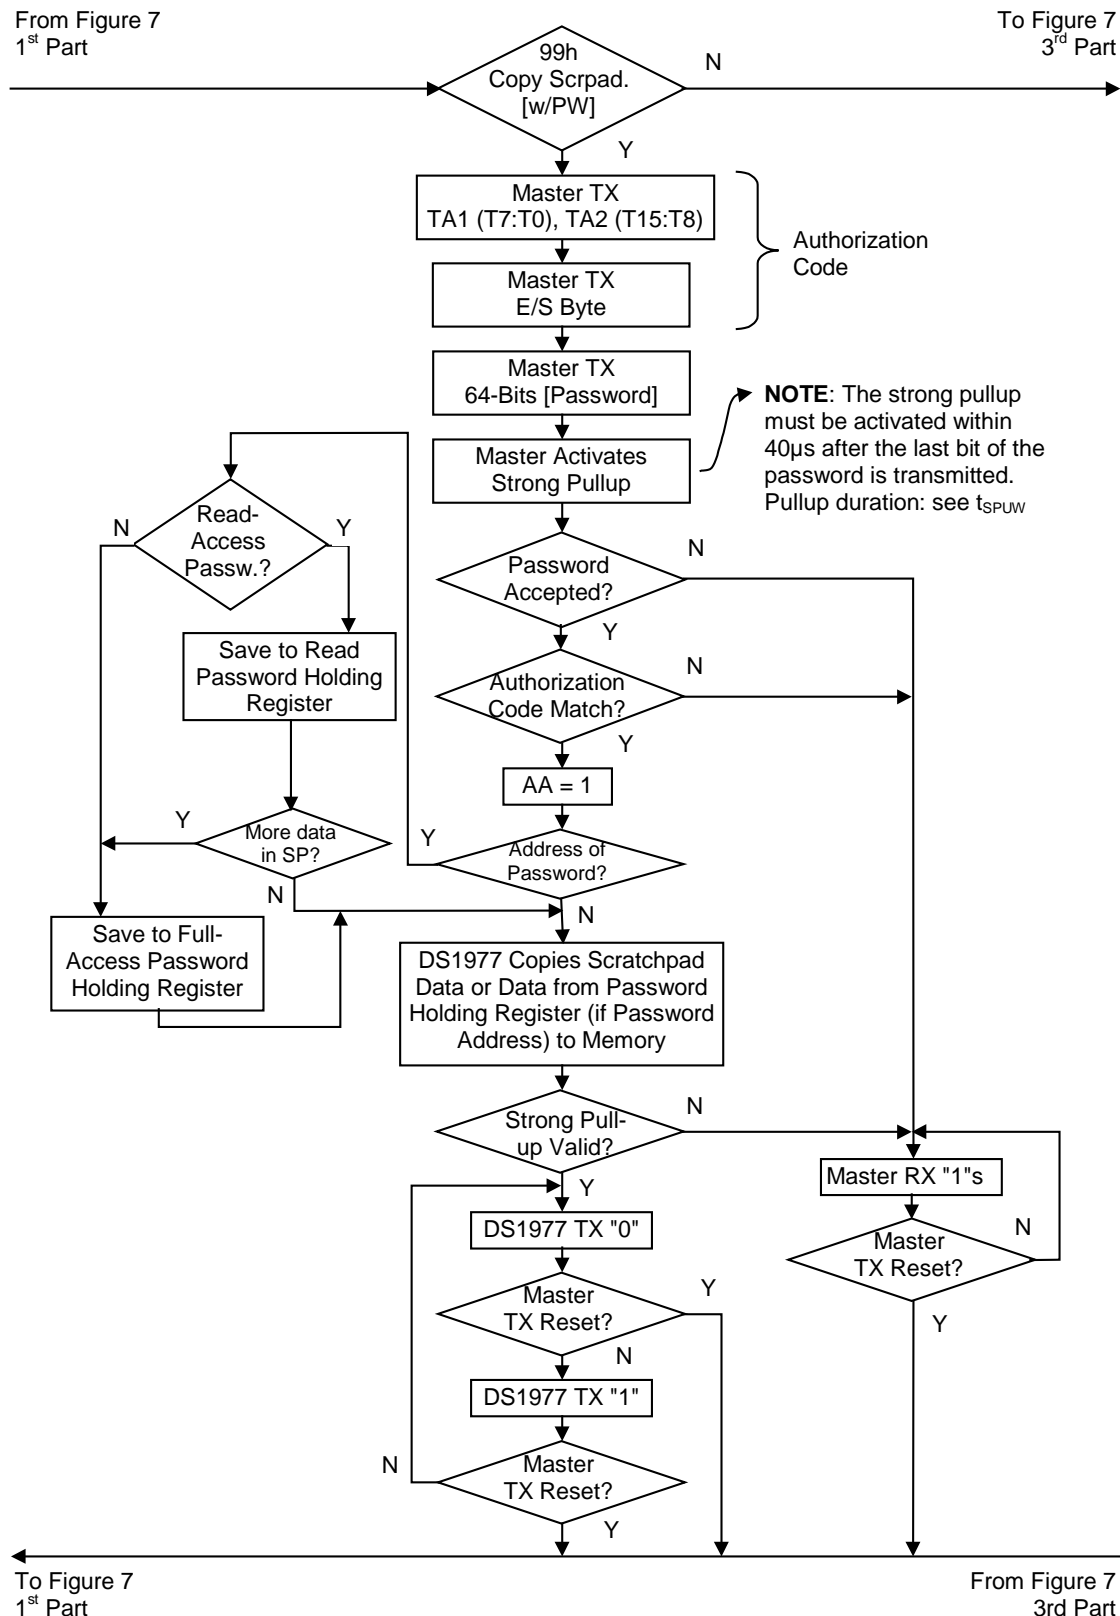 From Figure 7
1st Part
To Figure 7
3rd Part
99h
Copy Scrpad.
[w/PW]
N
Y
Master TX
TA1 (T7:T0), TA2 (T15:T8)
Authorization
Code
Master TX
E/S Byte
Master TX
64-Bits [Password]
NOTE: The strong pullup
must be activated within
40µs after the last bit of the
password is transmitted.
Pullup duration: see tSPUW
Master Activates
Strong Pullup
N
Read-
Access
Passw.?
Y
Password
Accepted?
N
Y
Save to Read
Password Holding
Register
Authorization
Code Match?
N
Y
AA = 1
Y
More data
in SP?
N
Y
Address of
Password?
N
Save to Full-
Access Password
Holding Register
DS1977 Copies Scratchpad
Data or Data from Password
Holding Register (if Password
Address) to Memory
Strong Pull-
up Valid?
N
Y
Master RX "1"s
DS1977 TX "0"
Master
TX Reset?
N
Y
Master
TX Reset?
Y
N
DS1977 TX "1"
N
Master
TX Reset?
Y
To Figure 7
1st Part
From Figure 7
3rd Part